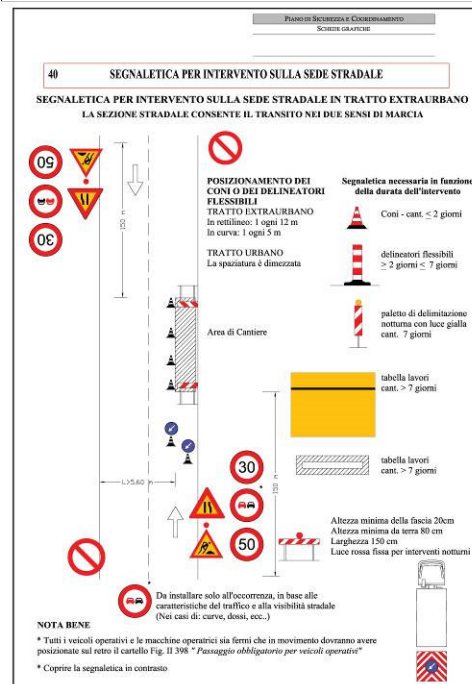 PIANO DI SICUREZZA E COORDINAMENTO
SCHEDE GRAFICHE
40 SEGNALETICA PER INTERVENTO SULLA SEDE STRADALE
SEGNALETICA PER INTERVENTO SULLA SEDE STRADALE IN TRATTO EXTRAURBANO
LA SEZIONE STRADALE CONSENTE IL TRANSITO NEI DUE SENSI DI MARCIA
50
30
150 m
POSIZIONAMENTO DEI
CONI O DEI DELINEATORI
FLESSIBILI
TRATTO EXTRAURBANO
In rettilineo: 1 ogni 12 m
In curva: 1 ogni 5 m
TRATTO URBANO
La spaziatura è dimezzata
Segnaletica necessaria in funzione
della durata dell'intervento
Coni - cant. ≤ 2 giorni
delineatori flessibili
> 2 giorni ≤ 7 giorni
paletto di delimitazione
notturna con luce gialla
cant. 7 giorni
Area di Cantiere
tabella lavori
cant. > 7 giorni
tabella lavori
cant. > 7 giorni
L>5.60 m
150 m
30
*
50
Altezza minima della fascia 20cm
Altezza minima da terra 80 cm
Larghezza 150 cm
Luce rossa fissa per interventi notturni
*
Da installare solo all'occorrenza, in base alle
caratteristiche del traffico e alla visibilità stradale
(Nei casi di: curve, dossi, ecc..)
NOTA BENE
* Tutti i veicoli operativi e le macchine operatrici sia fermi che in movimento dovranno avere
posizionate sul retro il cartello Fig. II 398 " Passaggio obbligatorio per veicoli operativi"
* Coprire la segnaletica in contrasto